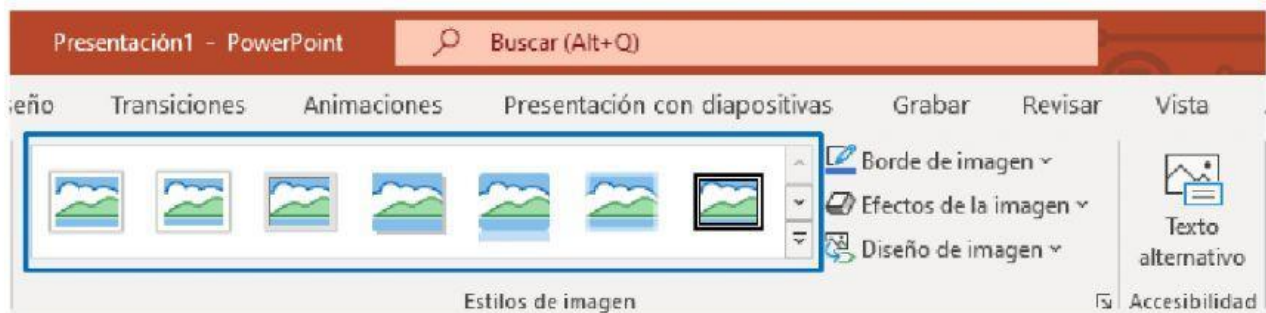 Presentación1 - PowerPoint
Buscar (Alt+Q)
eño Transiciones Animaciones Presentación con diapositivas Grabar Revisar Vista
Borde de imagen
Efectos de la imagen
Diseño de imagen
Texto
alternativo
Estilos de imagen
Accesibilidad